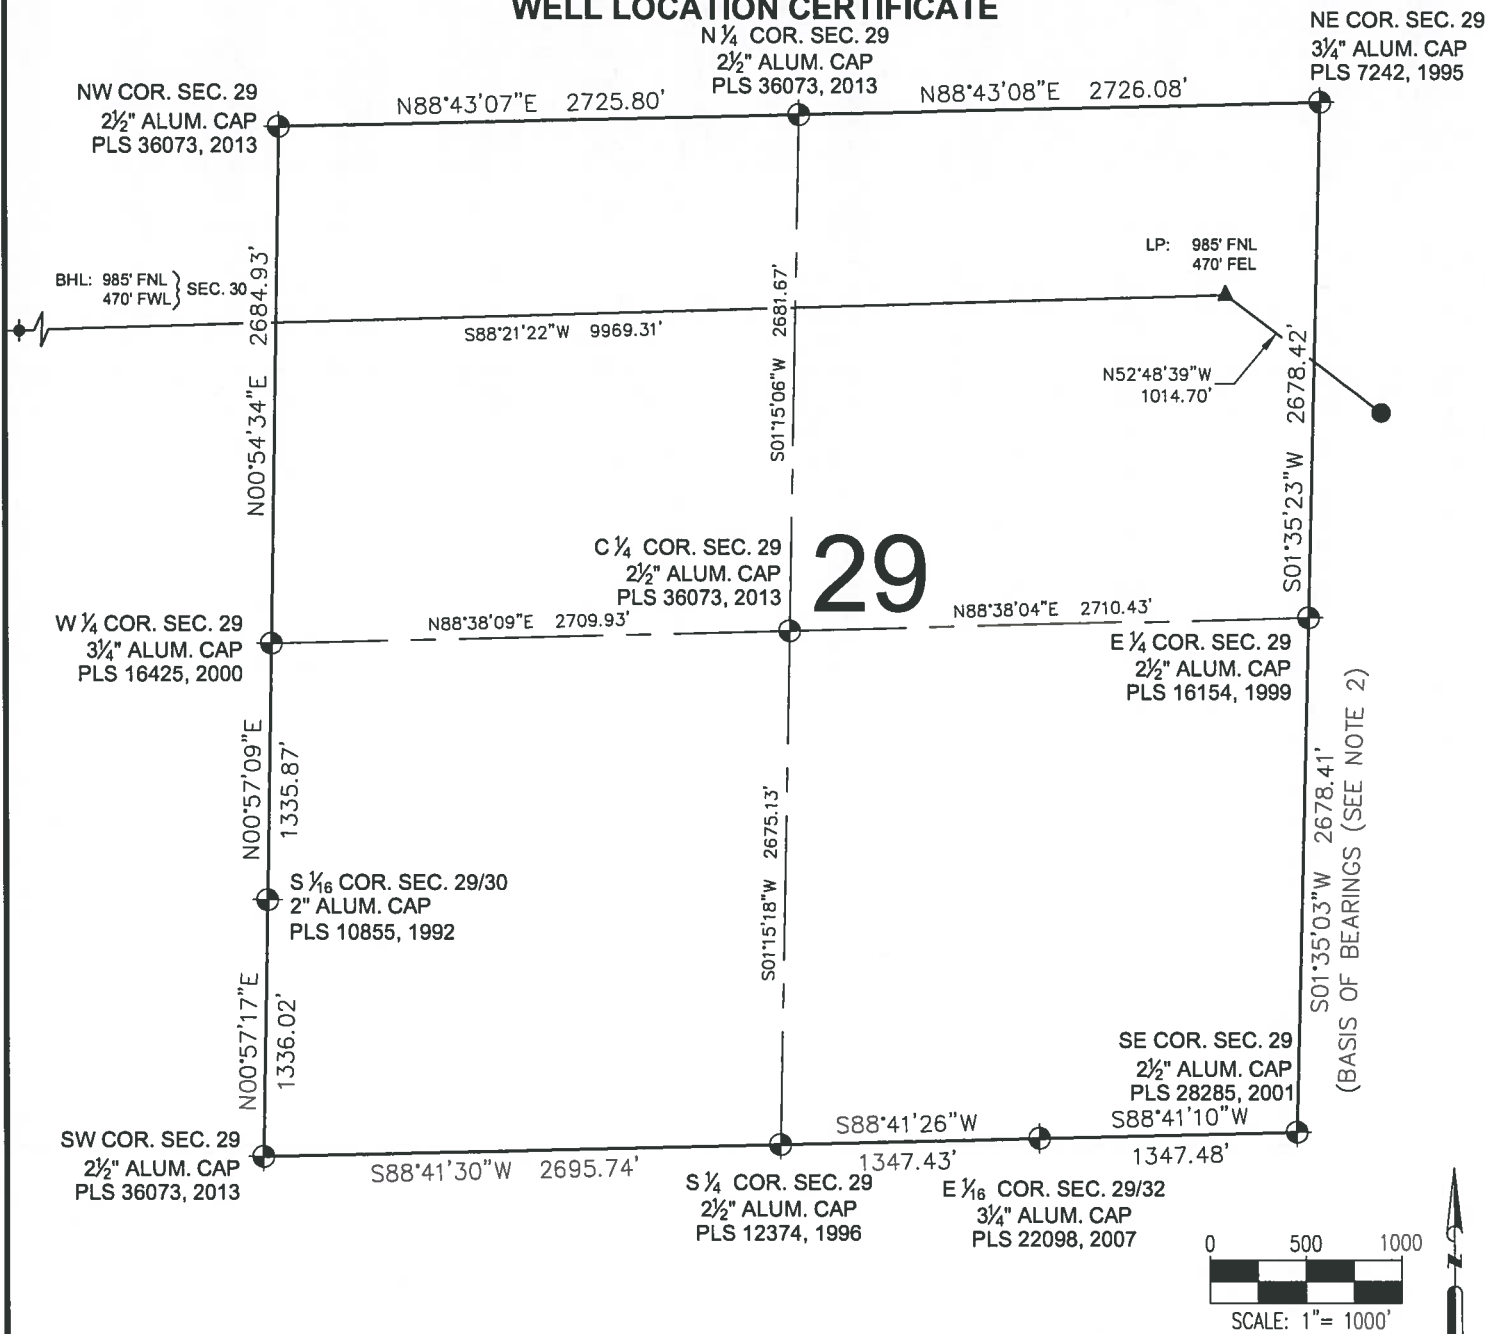 WELL LOCATION CERTIFICATE
N ¼ COR. SEC. 29
2½" ALUM. CAP
PLS 36073, 2013
NE COR. SEC. 29
3¼" ALUM. CAP
PLS 7242, 1995
NW COR. SEC. 29
2½" ALUM. CAP
PLS 36073, 2013
N88°43'07"E 2725.80'
N88°43'08"E 2726.08'
LP: 985' FNL
470' FEL
BHL: 985' FNL
470' FWL
} SEC. 30
N00°54'34"E 2684.93'
S01°15'06"W 2681.67'
S88°21'22"W 9969.31'
N52°48'39"W
1014.70'
S01°35'23"W 2678.42'
C ¼ COR. SEC. 29
2½" ALUM. CAP
PLS 36073, 2013
29
W ¼ COR. SEC. 29
3¼" ALUM. CAP
PLS 16425, 2000
N88°38'09"E 2709.93'
N88°38'04"E 2710.43'
E ¼ COR. SEC. 29
2½" ALUM. CAP
PLS 16154, 1999
N00°57'09"E
1335.87'
S01°15'18"W 2675.13'
S01°35'03"W 2678.41'
(BASIS OF BEARINGS (SEE NOTE 2)
S 1/16 COR. SEC. 29/30
2" ALUM. CAP
PLS 10855, 1992
N00°57'17"E
1336.02'
SE COR. SEC. 29
2½" ALUM. CAP
PLS 28285, 2001
SW COR. SEC. 29
2½" ALUM. CAP
PLS 36073, 2013
S88°41'30"W 2695.74'
S88°41'26"W
1347.43'
S88°41'10"W
1347.48'
S ¼ COR. SEC. 29
2½" ALUM. CAP
PLS 12374, 1996
E 1/16 COR. SEC. 29/32
3¼" ALUM. CAP
PLS 22098, 2007
0 500 1000
SCALE: 1"= 1000'
N